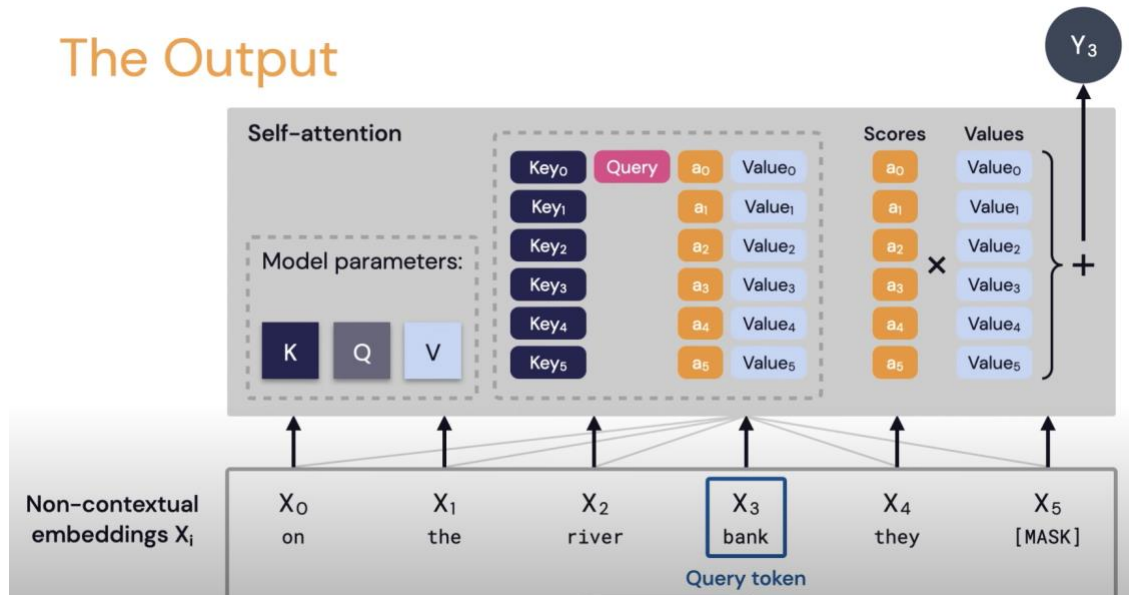 The Output
Y3
Self-attention
Scores Values
Key0 Query a0 Value0 a0 Value0
Key1 a1 Value1 a1 Value1
Key2 a2 Value2 a2 Value2
Model parameters:
× +
Key3 a3 Value3 a3 Value3
K Q V
Key4 a4 Value4 a4 Value4
Key5 a5 Value5 a5 Value5
Non-contextual
embeddings Xi
X0 X1 X2 X3 X4 X5
on the river bank they [MASK]
Query token